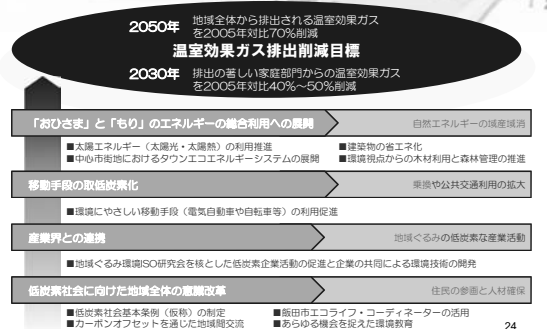 2050年 地域全体から排出される温室効果ガス
を2005年対比70%削減
温室効果ガス排出削減目標
2030年 排出の著しい家庭部門からの温室効果ガス
を2005年対比40%～50%削減
「おひさま」と「もり」のエネルギーの総合利用への展開 自然エネルギーの域産域消
■太陽エネルギー（太陽光・太陽熱）の利用推進 ■建築物の省エネ化
■中心市街地におけるタウンエコエネルギーシステムの展開 ■環境視点からの木材利用と森林管理の推進
移動手段の低炭素化 乗換や公共交通利用の拡大
■環境にやさしい移動手段（電気自動車や自転車等）の利用促進
産業界との連携 地域ぐるみの低炭素な産業活動
■地域ぐるみ環境ISO研究会を核とした低炭素企業活動の促進と企業の共同による環境技術の開発
低炭素社会に向けた地域全体の意識改革 住民の参画と人材確保
■低炭素社会基本条例（仮称）の制定 ■飯田市エコライフ・コーディネーターの活用
■カーボンオフセットを通じた地域間交流 ■あらゆる機会を捉えた環境教育
24